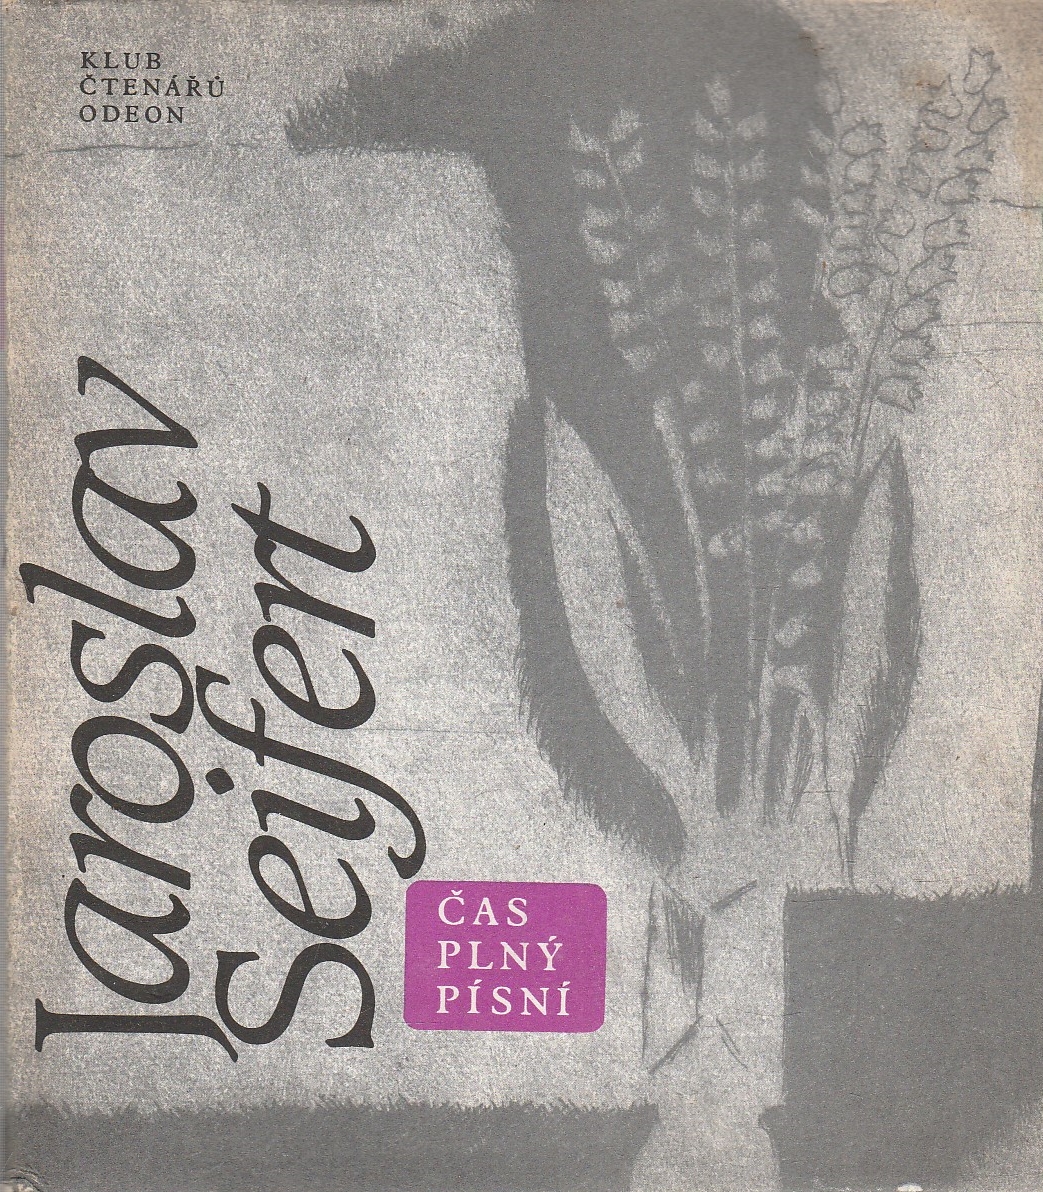 KLUB
ČTENÁŘŮ
ODEON
Jaroslav
Seifert
ČAS
PLNÝ
PÍSNÍ